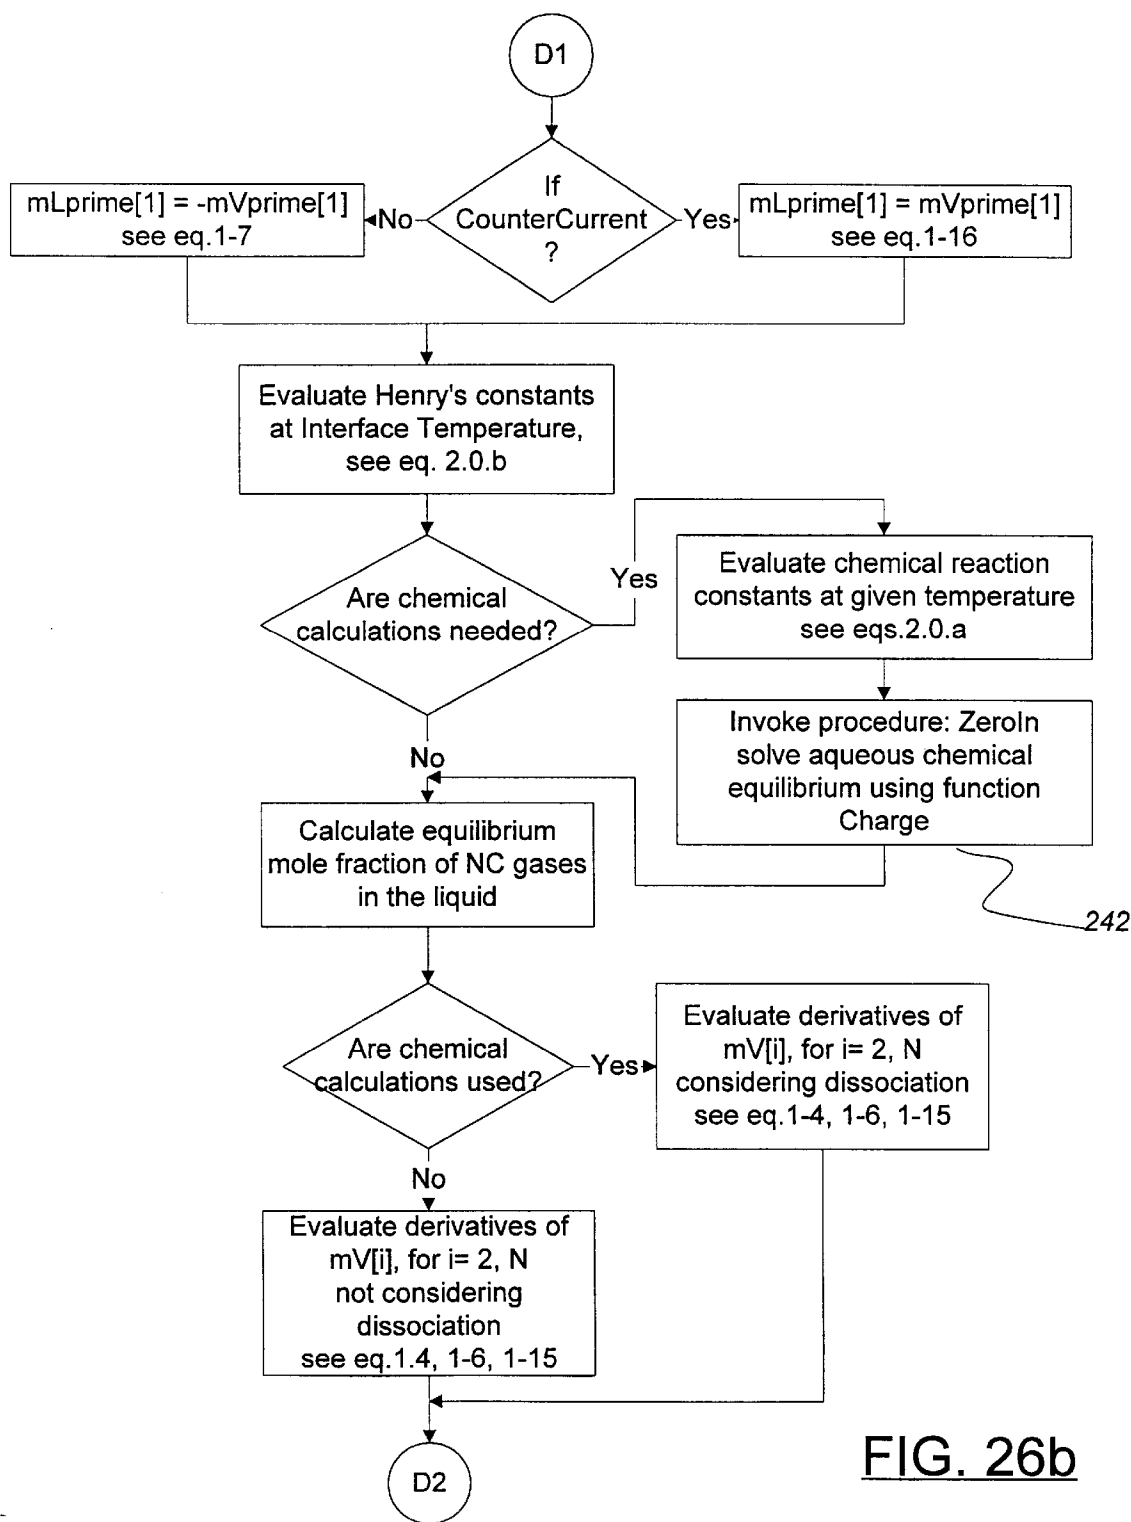 D1
If
CounterCurrent
?
No
Yes
mLprime[1] = -mVprime[1]
see eq.1-7
mLprime[1] = mVprime[1]
see eq.1-16
Evaluate Henry's constants
at Interface Temperature,
see eq. 2.0.b
Are chemical
calculations needed?
Yes
Evaluate chemical reaction
constants at given temperature
see eqs.2.0.a
Invoke procedure: ZeroIn
solve aqueous chemical
equilibrium using function
Charge
242
No
Calculate equilibrium
mole fraction of NC gases
in the liquid
Are chemical
calculations used?
Yes
Evaluate derivatives of
mV[i], for i= 2, N
considering dissociation
see eq.1-4, 1-6, 1-15
No
Evaluate derivatives of
mV[i], for i= 2, N
not considering
dissociation
see eq.1.4, 1-6, 1-15
D2
FIG. 26b